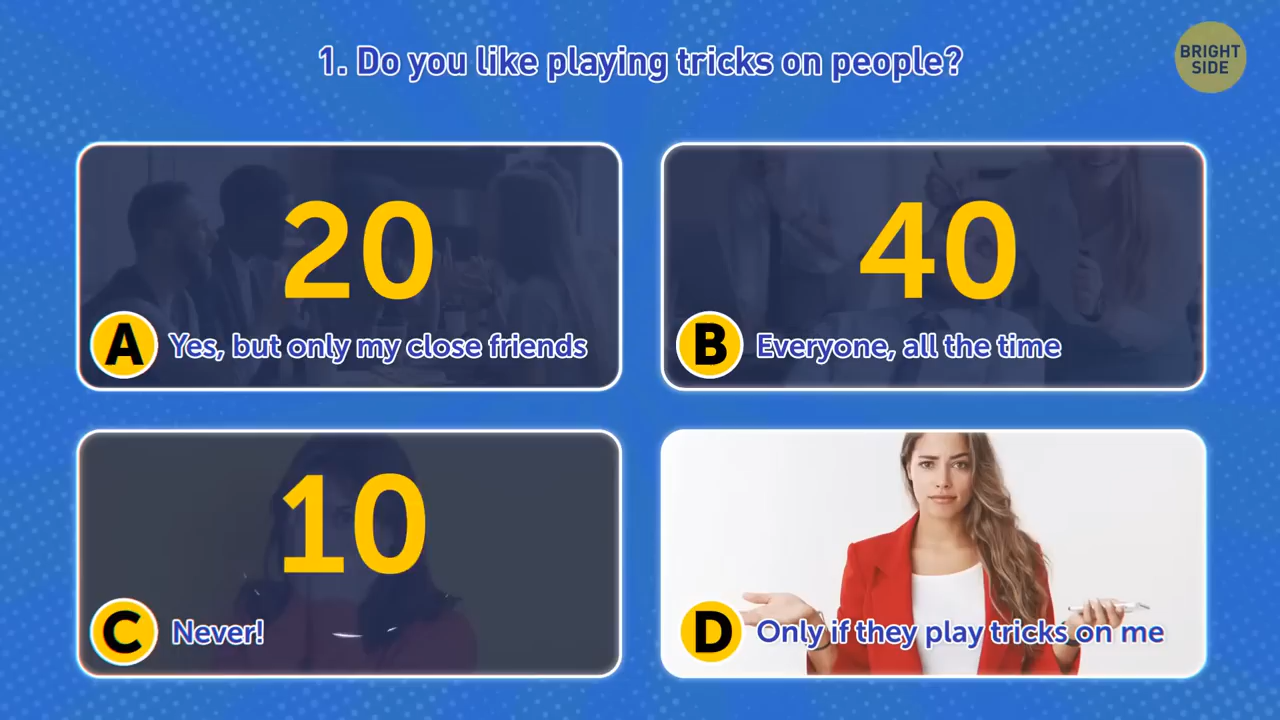 1. Do you like playing tricks on people?
BRIGHT
SIDE
20
A Yes, but only my close friends
40
B Everyone, all the time
10
C Never!
D Only if they play tricks on me